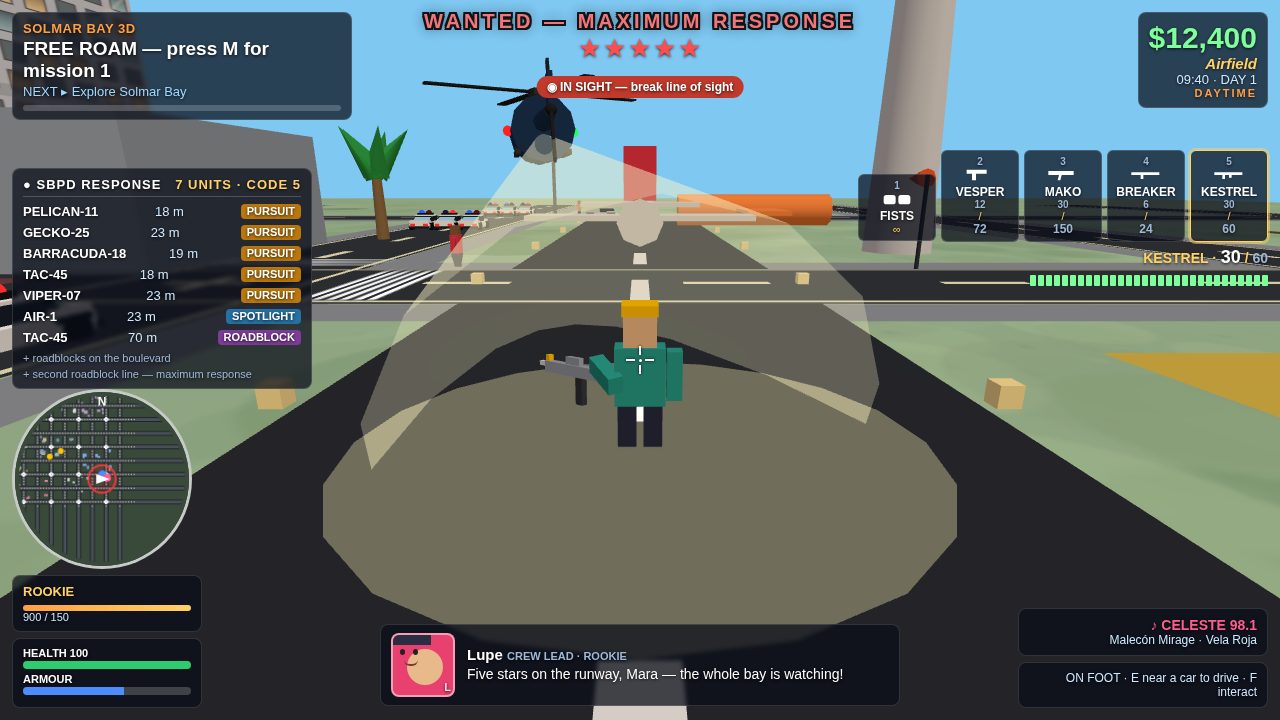 SOLMAR BAY 3D
FREE ROAM — press M for
mission 1
NEXT ▸ Explore Solmar Bay
WANTED — MAXIMUM RESPONSE
★★★★★
◉ IN SIGHT — break line of sight
$12,400
Airfield
09:40 · DAY 1
DAYTIME
1
FISTS
∞
2
VESPER
12
/
72
3
MAKO
30
/
150
4
BREAKER
6
/
24
5
KESTREL
30
/
60
KESTREL · 30 / 60
● SBPD RESPONSE 7 UNITS · CODE 5
PELICAN-11 18 m PURSUIT
GECKO-25 23 m PURSUIT
BARRACUDA-18 19 m PURSUIT
TAC-45 18 m PURSUIT
VIPER-07 23 m PURSUIT
AIR-1 23 m SPOTLIGHT
TAC-45 70 m ROADBLOCK
+ roadblocks on the boulevard
+ second roadblock line — maximum response
N
ROOKIE
900 / 150
HEALTH 100
ARMOUR
L
Lupe CREW LEAD · ROOKIE
Five stars on the runway, Mara — the whole bay is watching!
♪ CELESTE 98.1
Malecón Mirage · Vela Roja
ON FOOT · E near a car to drive · F
interact